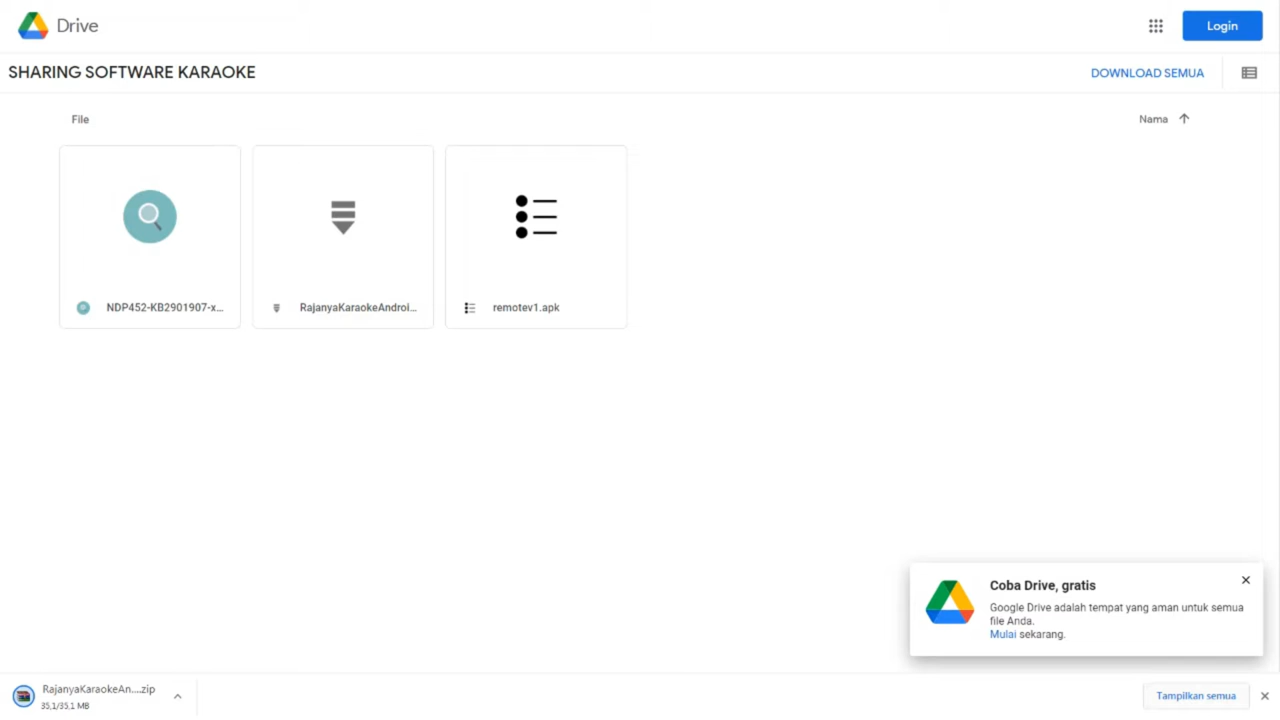 Drive
Login
SHARING SOFTWARE KARAOKE
DOWNLOAD SEMUA
File
Nama
NDP452-KB2901907-x...
RajanyaKaraokeAndroi...
remotev1.apk
Coba Drive, gratis
Google Drive adalah tempat yang aman untuk semua
file Anda.
Mulai sekarang.
RajanyaKaraokeAn....zip
35,1/35,1 MB
Tampilkan semua